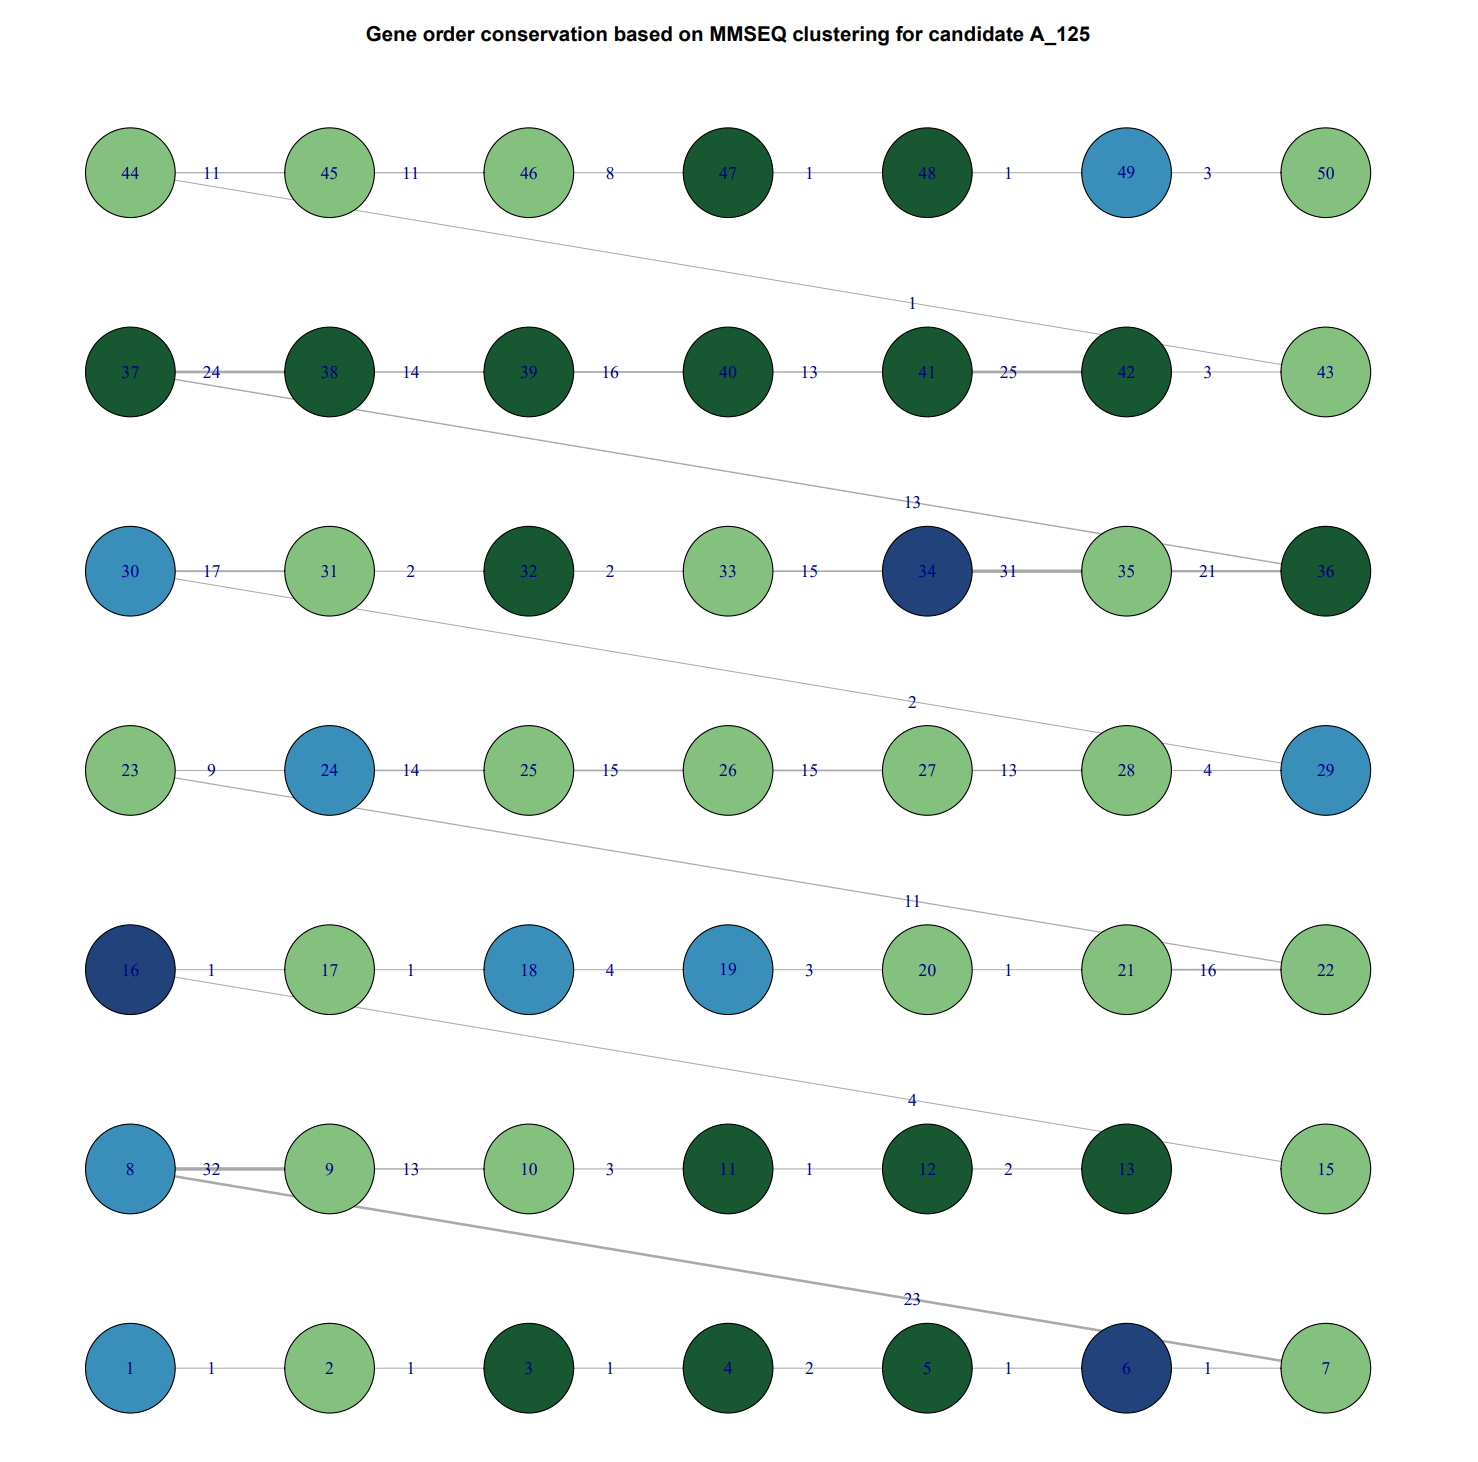 Gene order conservation based on MMSEQ clustering for candidate A_125
44 11 45 11 46 8 47 1 48 1 49 3 50
1
37 24 38 14 39 16 40 13 41 25 42 3 43
13
30 17 31 2 32 2 33 15 34 31 35 21 36
2
23 9 24 14 25 15 26 15 27 13 28 4 29
11
16 1 17 1 18 4 19 3 20 1 21 16 22
4
8 32 9 13 10 3 11 1 12 2 13 15
23
1 1 2 1 3 1 4 2 5 1 6 1 7